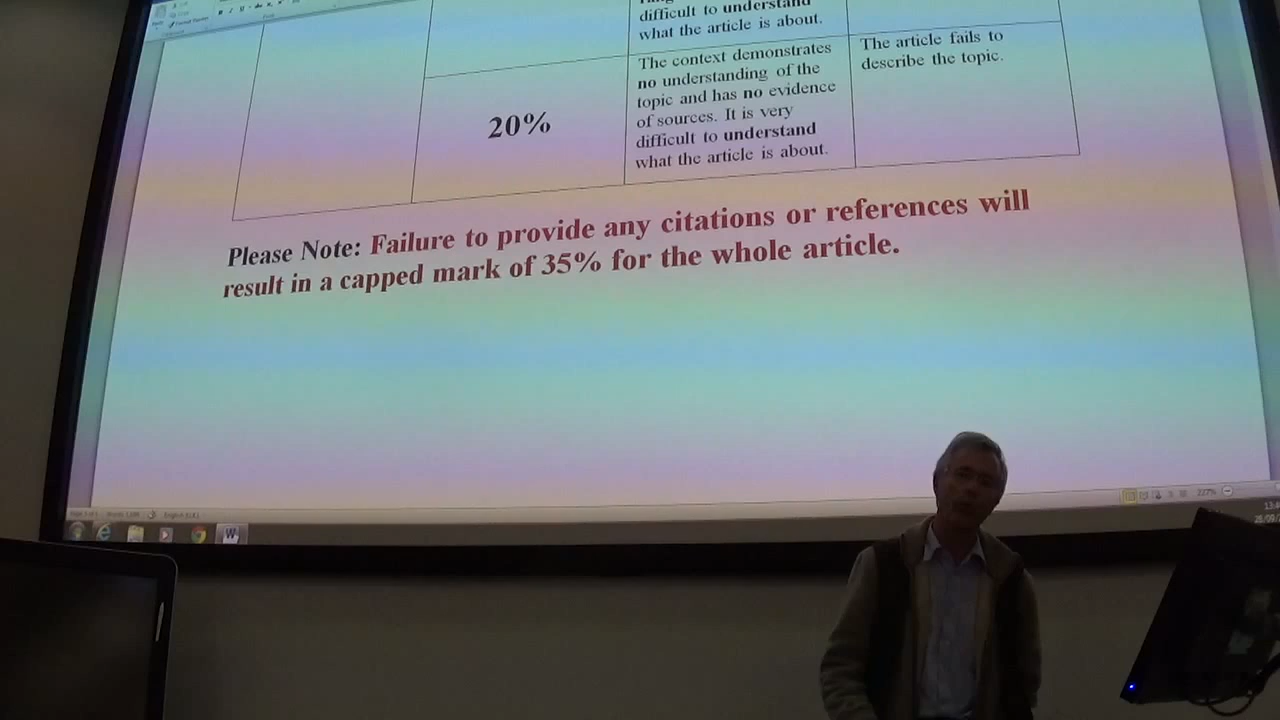 difficult to understand
what the article is about.
20%
The context demonstrates
no understanding of the
topic and has no evidence
of sources. It is very
difficult to understand
what the article is about.
The article fails to
describe the topic.
Please Note: Failure to provide any citations or references will
result in a capped mark of 35% for the whole article.
227%